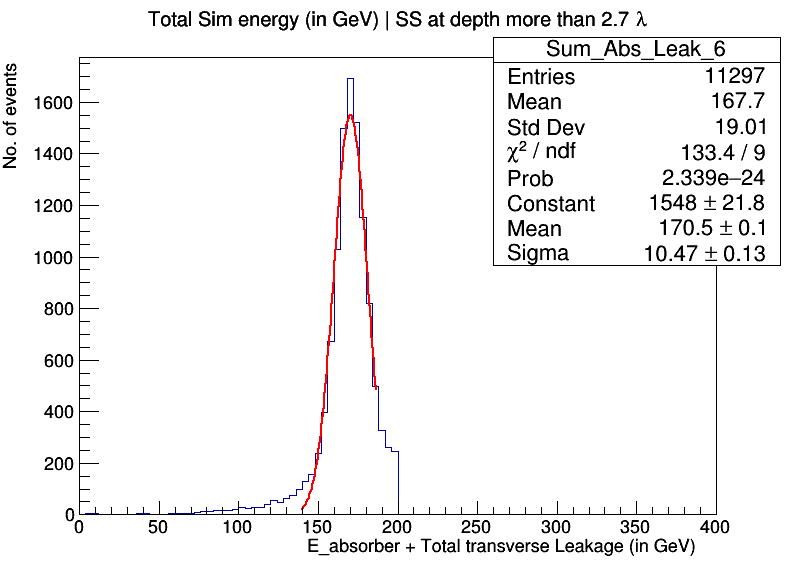 Total Sim energy (in GeV) | SS at depth more than 2.7 λ
Sum_Abs_Leak_6
Entries 11297
Mean 167.7
Std Dev 19.01
χ² / ndf 133.4 / 9
Prob 2.339e−24
Constant 1548 ± 21.8
Mean 170.5 ± 0.1
Sigma 10.47 ± 0.13
No. of events
1600
1400
1200
1000
800
600
400
200
0
0 50 100 150 200 250 300 350 400
E_absorber + Total transverse Leakage (in GeV)